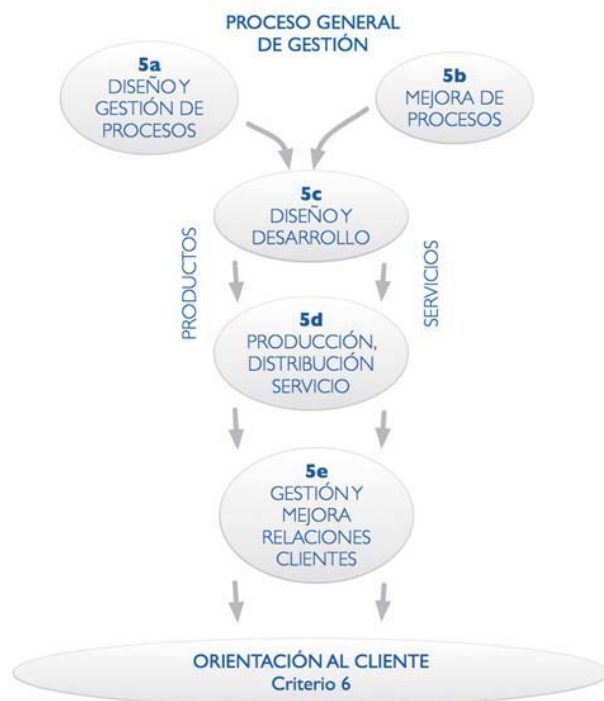 PROCESO GENERAL
DE GESTIÓN
5a
DISEÑO Y
GESTIÓN DE
PROCESOS
5b
MEJORA DE
PROCESOS
5c
DISEÑO Y
DESARROLLO
PRODUCTOS
SERVICIOS
5d
PRODUCCIÓN,
DISTRIBUCIÓN
SERVICIO
5e
GESTIÓN Y
MEJORA
RELACIONES
CLIENTES
ORIENTACIÓN AL CLIENTE
Criterio 6